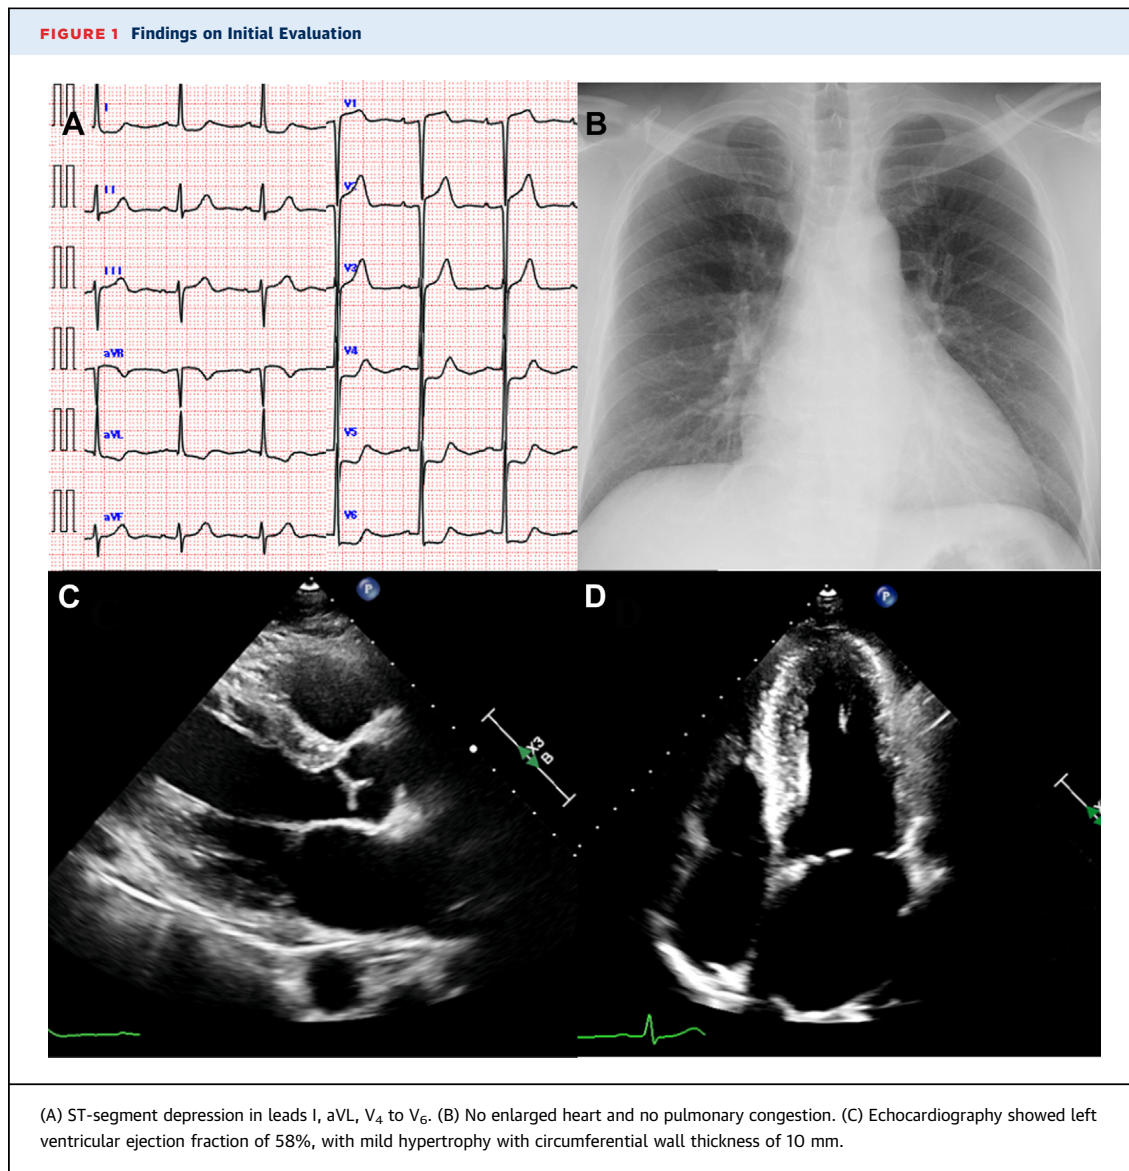 FIGURE 1 Findings on Initial Evaluation
A
I
II
III
aVR
aVL
aVF
V1
V2
V3
V4
V5
V6
B
C
P
X3
B
D
P
(A) ST-segment depression in leads I, aVL, V4 to V6. (B) No enlarged heart and no pulmonary congestion. (C) Echocardiography showed left
ventricular ejection fraction of 58%, with mild hypertrophy with circumferential wall thickness of 10 mm.